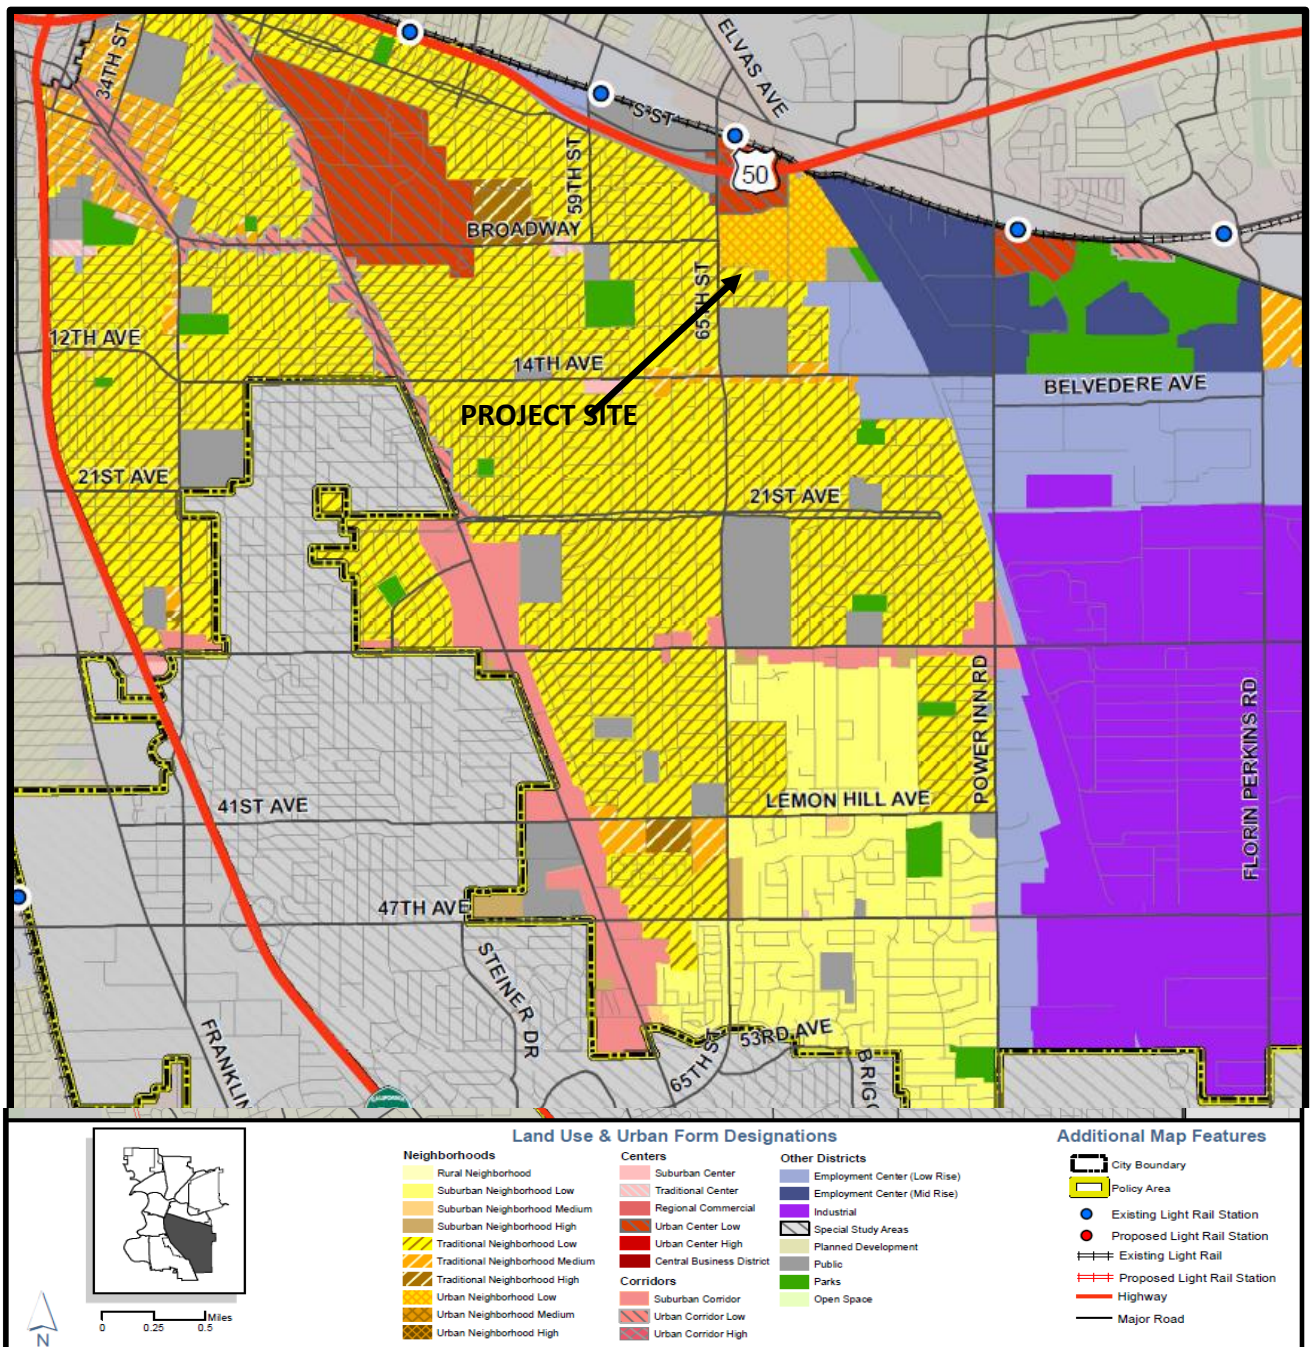 34TH ST
ELVAS AVE
S ST
59TH ST
50
BROADWAY
65TH ST
12TH AVE
14TH AVE
BELVEDERE AVE
PROJECT SITE
21ST AVE
21ST AVE
POWER INN RD
FLORIN PERKINS RD
41ST AVE
LEMON HILL AVE
47TH AVE
STEINER DR
FRANKLIN
65TH ST
53RD AVE
BRIGG
Land Use & Urban Form Designations
Neighborhoods
Rural Neighborhood
Suburban Neighborhood Low
Suburban Neighborhood Medium
Suburban Neighborhood High
Traditional Neighborhood Low
Traditional Neighborhood Medium
Traditional Neighborhood High
Urban Neighborhood Low
Urban Neighborhood Medium
Urban Neighborhood High
Centers
Suburban Center
Traditional Center
Regional Commercial
Urban Center Low
Urban Center High
Central Business District
Corridors
Suburban Corridor
Urban Corridor Low
Urban Corridor High
Other Districts
Employment Center (Low Rise)
Employment Center (Mid Rise)
Industrial
Special Study Areas
Planned Development
Public
Parks
Open Space
Additional Map Features
City Boundary
Policy Area
Existing Light Rail Station
Proposed Light Rail Station
Existing Light Rail
Proposed Light Rail Station
Highway
Major Road
N
Miles
0 0.25 0.5